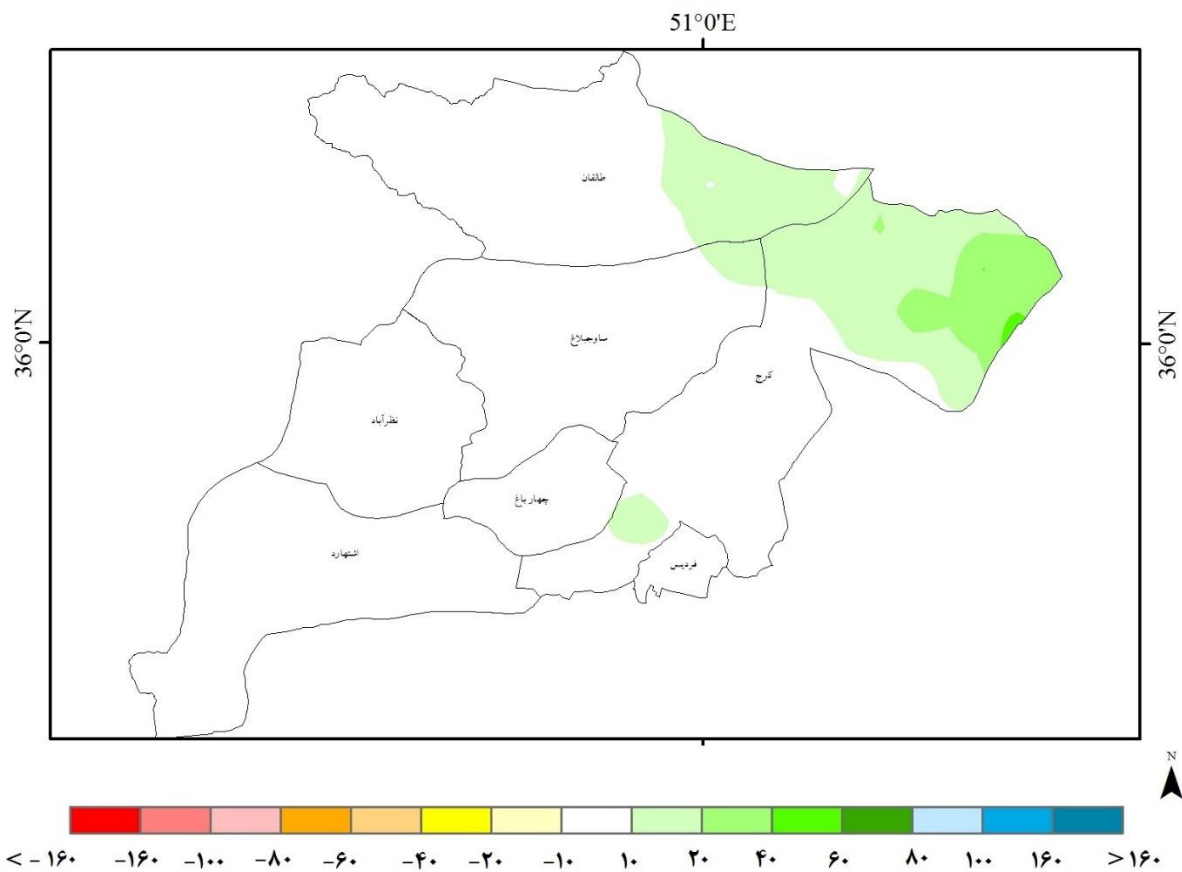 51°0'E
طالقان
36°0'N
36°0'N
ساوجبلاغ
کرج
نظرآباد
چهارباغ
اشتهارد
فردیس
N
< -۱۶۰ -۱۶۰ -۱۰۰ -۸۰ -۶۰ -۴۰ -۲۰ -۱۰ ۱۰ ۲۰ ۴۰ ۶۰ ۸۰ ۱۰۰ ۱۶۰ >۱۶۰